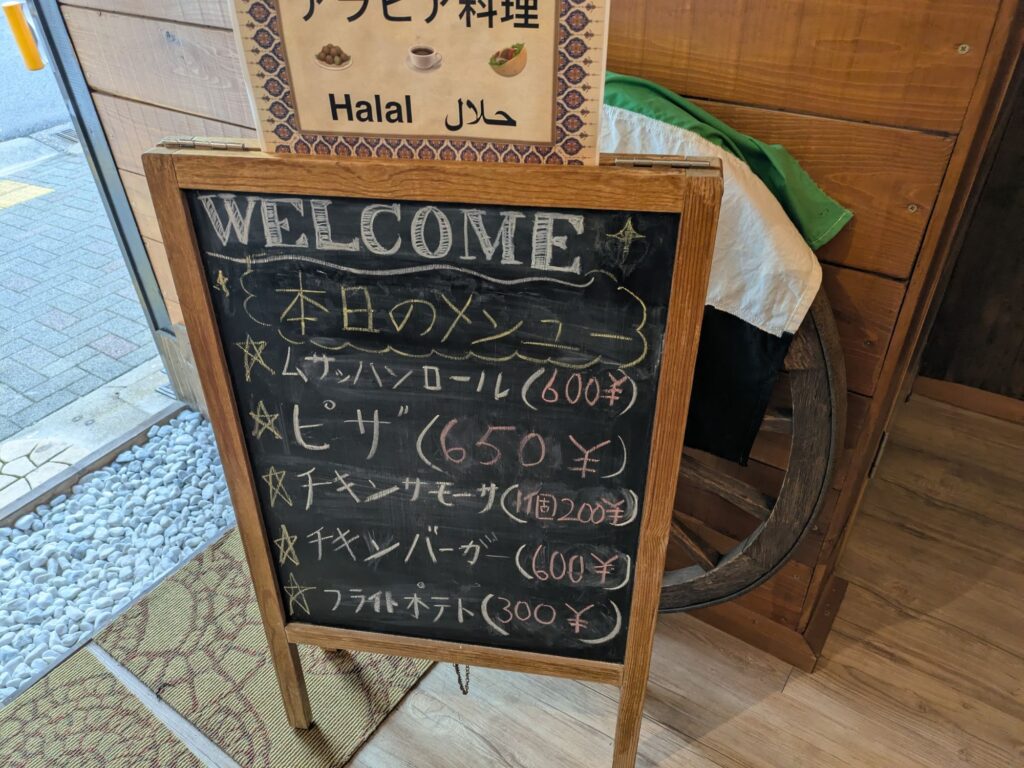 アラビア料理
Halal حلال
WELCOME
本日のメニュー
ムサッハンロール(600¥)
ピザ(650¥)
チキンサモーサ(1個200¥)
チキンバーガー(600¥)
フライトポテト(300¥)